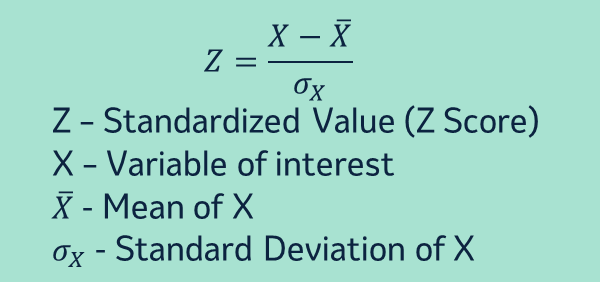 Z = (X − X̄) / σ_X
Z – Standardized Value (Z Score)
X – Variable of interest
X̄ - Mean of X
σ_X - Standard Deviation of X